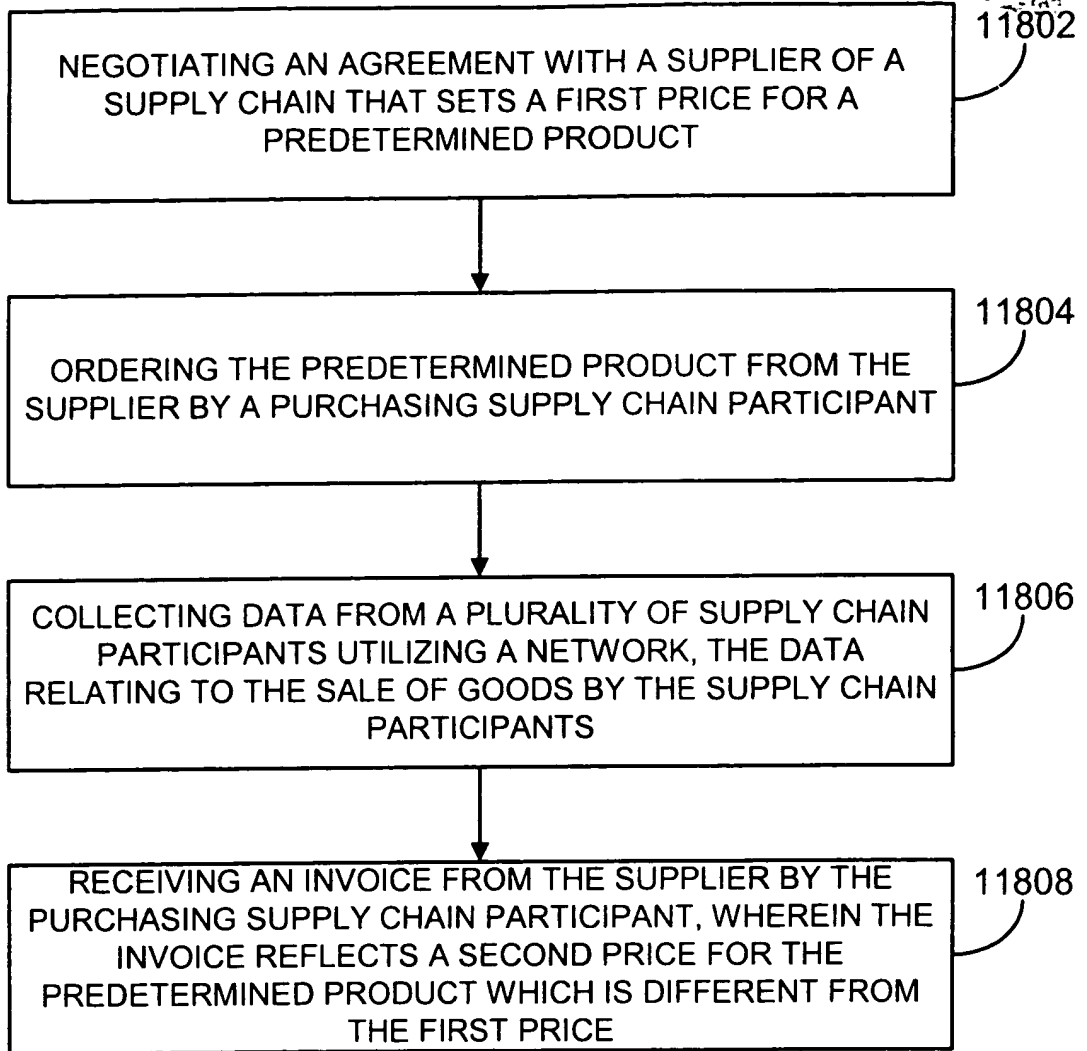 11802
NEGOTIATING AN AGREEMENT WITH A SUPPLIER OF A
SUPPLY CHAIN THAT SETS A FIRST PRICE FOR A
PREDETERMINED PRODUCT
11804
ORDERING THE PREDETERMINED PRODUCT FROM THE
SUPPLIER BY A PURCHASING SUPPLY CHAIN PARTICIPANT
11806
COLLECTING DATA FROM A PLURALITY OF SUPPLY CHAIN
PARTICIPANTS UTILIZING A NETWORK, THE DATA
RELATING TO THE SALE OF GOODS BY THE SUPPLY CHAIN
PARTICIPANTS
11808
RECEIVING AN INVOICE FROM THE SUPPLIER BY THE
PURCHASING SUPPLY CHAIN PARTICIPANT, WHEREIN THE
INVOICE REFLECTS A SECOND PRICE FOR THE
PREDETERMINED PRODUCT WHICH IS DIFFERENT FROM
THE FIRST PRICE